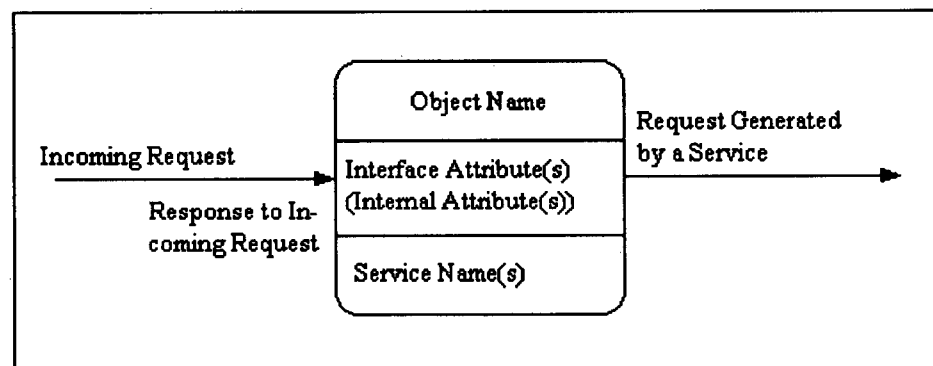 Object Name
Incoming Request
Response to In-
coming Request
Interface Attribute(s)
(Internal Attribute(s))
Service Name(s)
Request Generated
by a Service